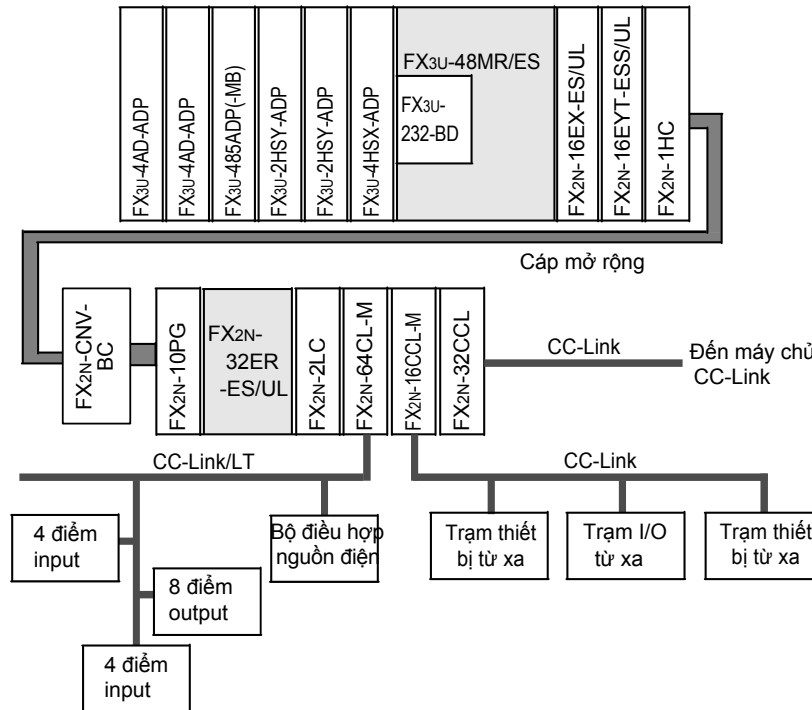 FX3U-4AD-ADP
FX3U-4AD-ADP
FX3U-485ADP(-MB)
FX3U-2HSY-ADP
FX3U-2HSY-ADP
FX3U-4HSX-ADP
FX3U-48MR/ES
FX3U-
232-BD
FX2N-16EX-ES/UL
FX2N-16EYT-ESS/UL
FX2N-1HC
Cáp mở rộng
FX2N-CNV-
BC
FX2N-10PG
FX2N-
32ER
-ES/UL
FX2N-2LC
FX2N-64CL-M
FX2N-16CCL-M
FX2N-32CCL
CC-Link
Đến máy chủ
CC-Link
CC-Link/LT
CC-Link
4 điểm
input
Bộ điều hợp
nguồn điện
Trạm thiết
bị từ xa
Trạm I/O
từ xa
Trạm thiết
bị từ xa
8 điểm
output
4 điểm
input